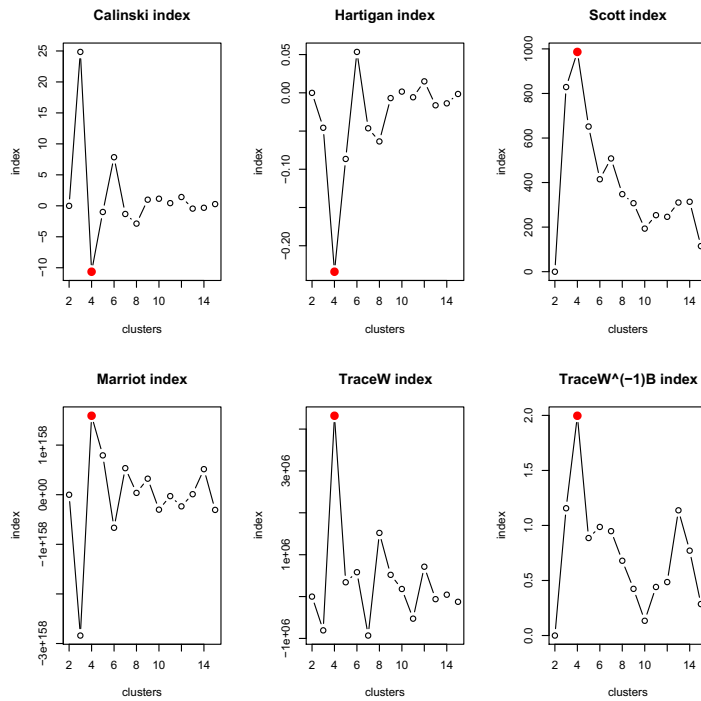 Calinski index
25
20
15
10
5
0
−5
−10
index
2 4 6 8 10 14
clusters
Hartigan index
0.05
0.00
−0.10
−0.20
index
2 4 6 8 10 14
clusters
Scott index
1000
800
600
400
200
0
index
2 4 6 8 10 14
clusters
Marriot index
1e+158
0e+00
−1e+158
−3e+158
index
2 4 6 8 10 14
clusters
TraceW index
3e+06
1e+06
−1e+06
index
2 4 6 8 10 14
clusters
TraceW^(−1)B index
2.0
1.5
1.0
0.5
0.0
index
2 4 6 8 10 14
clusters